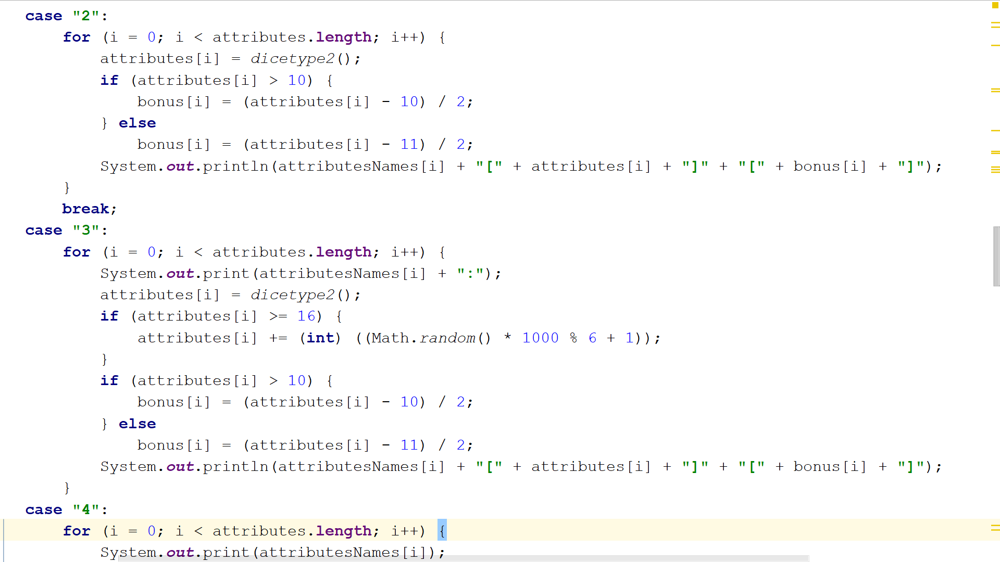 case "2":
    for (i = 0; i < attributes.length; i++) {
        attributes[i] = dicetype2();
        if (attributes[i] > 10) {
            bonus[i] = (attributes[i] - 10) / 2;
        } else
            bonus[i] = (attributes[i] - 11) / 2;
        System.out.println(attributesNames[i] + "[" + attributes[i] + "]" + "[" + bonus[i] + "]");
    }
    break;
case "3":
    for (i = 0; i < attributes.length; i++) {
        System.out.print(attributesNames[i] + ":");
        attributes[i] = dicetype2();
        if (attributes[i] >= 16) {
            attributes[i] += (int) ((Math.random() * 1000 % 6 + 1));
        }
        if (attributes[i] > 10) {
            bonus[i] = (attributes[i] - 10) / 2;
        } else
            bonus[i] = (attributes[i] - 11) / 2;
        System.out.println(attributesNames[i] + "[" + attributes[i] + "]" + "[" + bonus[i] + "]");
    }
case "4":
    for (i = 0; i < attributes.length; i++) {
        System.out.print(attributesNames[i]);